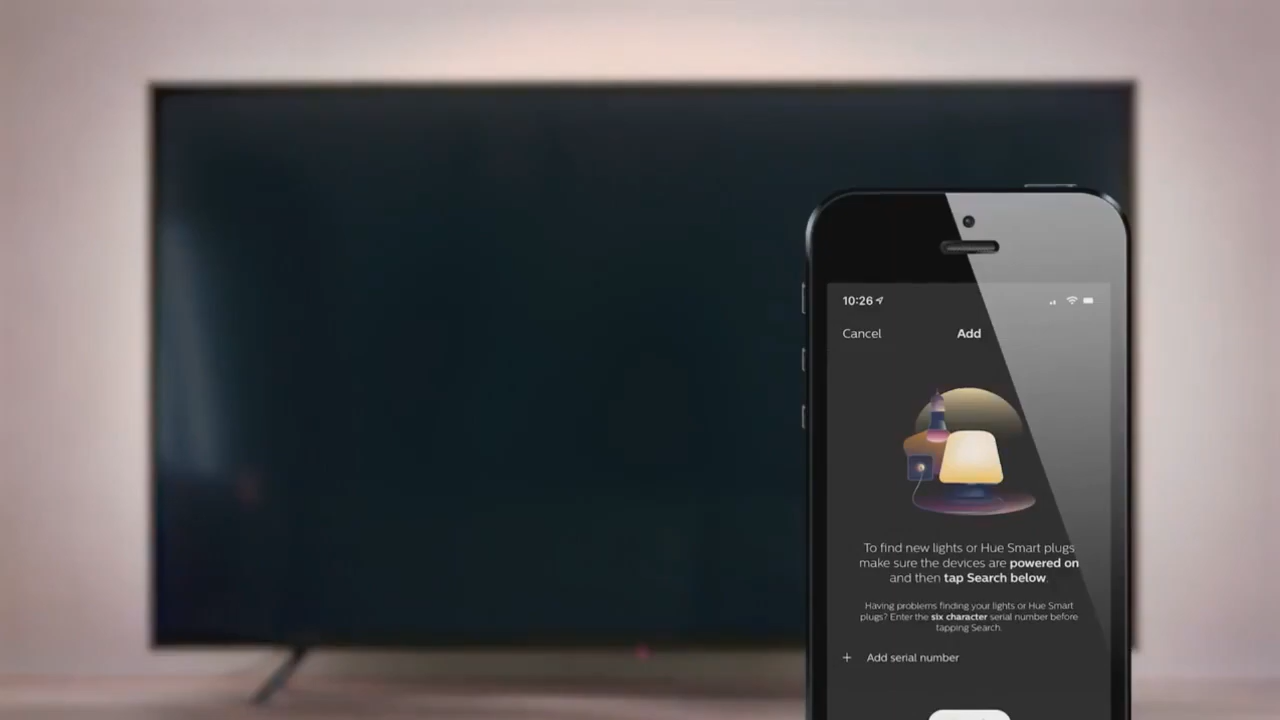 10:26
Cancel
Add
To find new lights or Hue Smart plugs
make sure the devices are powered on
and then tap Search below.
Having problems finding your lights or Hue Smart
plugs? Enter the six character serial number before
tapping Search.
+ Add serial number